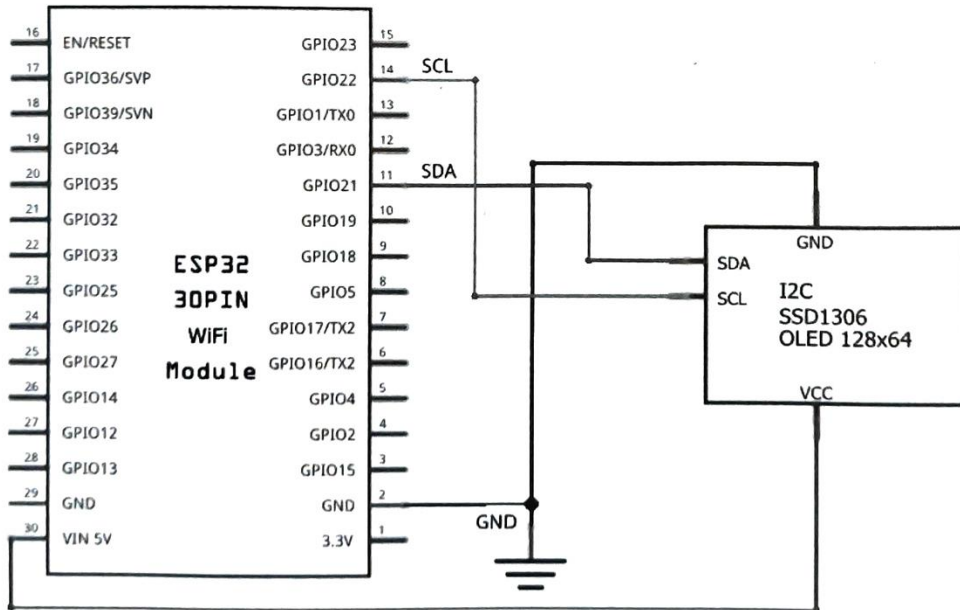 16 EN/RESET
17 GPIO36/SVP
18 GPIO39/SVN
19 GPIO34
20 GPIO35
21 GPIO32
22 GPIO33
23 GPIO25
24 GPIO26
25 GPIO27
26 GPIO14
27 GPIO12
28 GPIO13
29 GND
30 VIN 5V
ESP32
30PIN
WiFi
Module
GPIO23 15
GPIO22 14 SCL
GPIO1/TX0 13
GPIO3/RX0 12
GPIO21 11 SDA
GPIO19 10
GPIO18 9
GPIO5 8
GPIO17/TX2 7
GPIO16/TX2 6
GPIO4 5
GPIO2 4
GPIO15 3
GND 2
GND
3.3V 1
GND
SDA
SCL
I2C
SSD1306
OLED 128x64
VCC